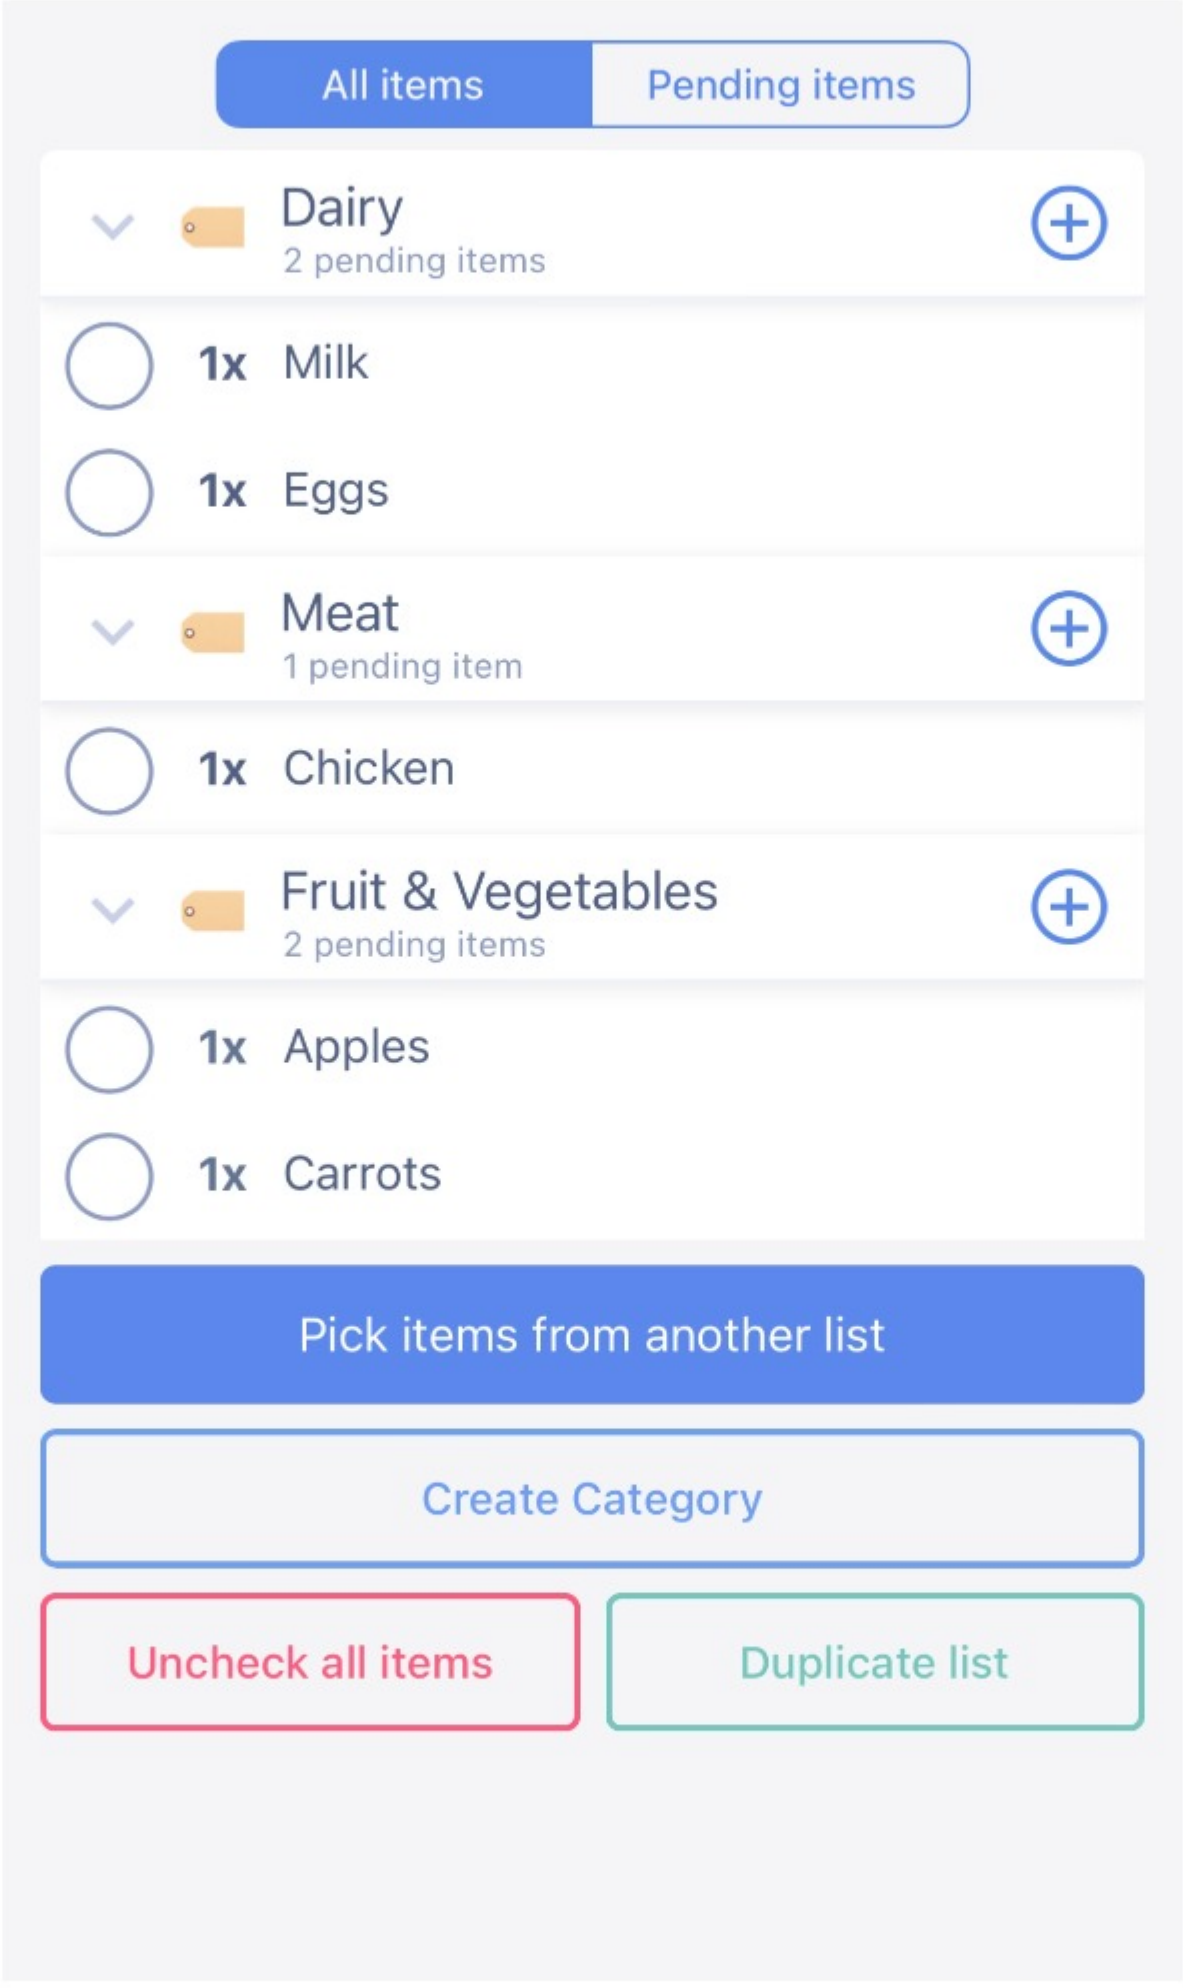 All items
Pending items
Dairy
2 pending items
1x Milk
1x Eggs
Meat
1 pending item
1x Chicken
Fruit & Vegetables
2 pending items
1x Apples
1x Carrots
Pick items from another list
Create Category
Uncheck all items
Duplicate list